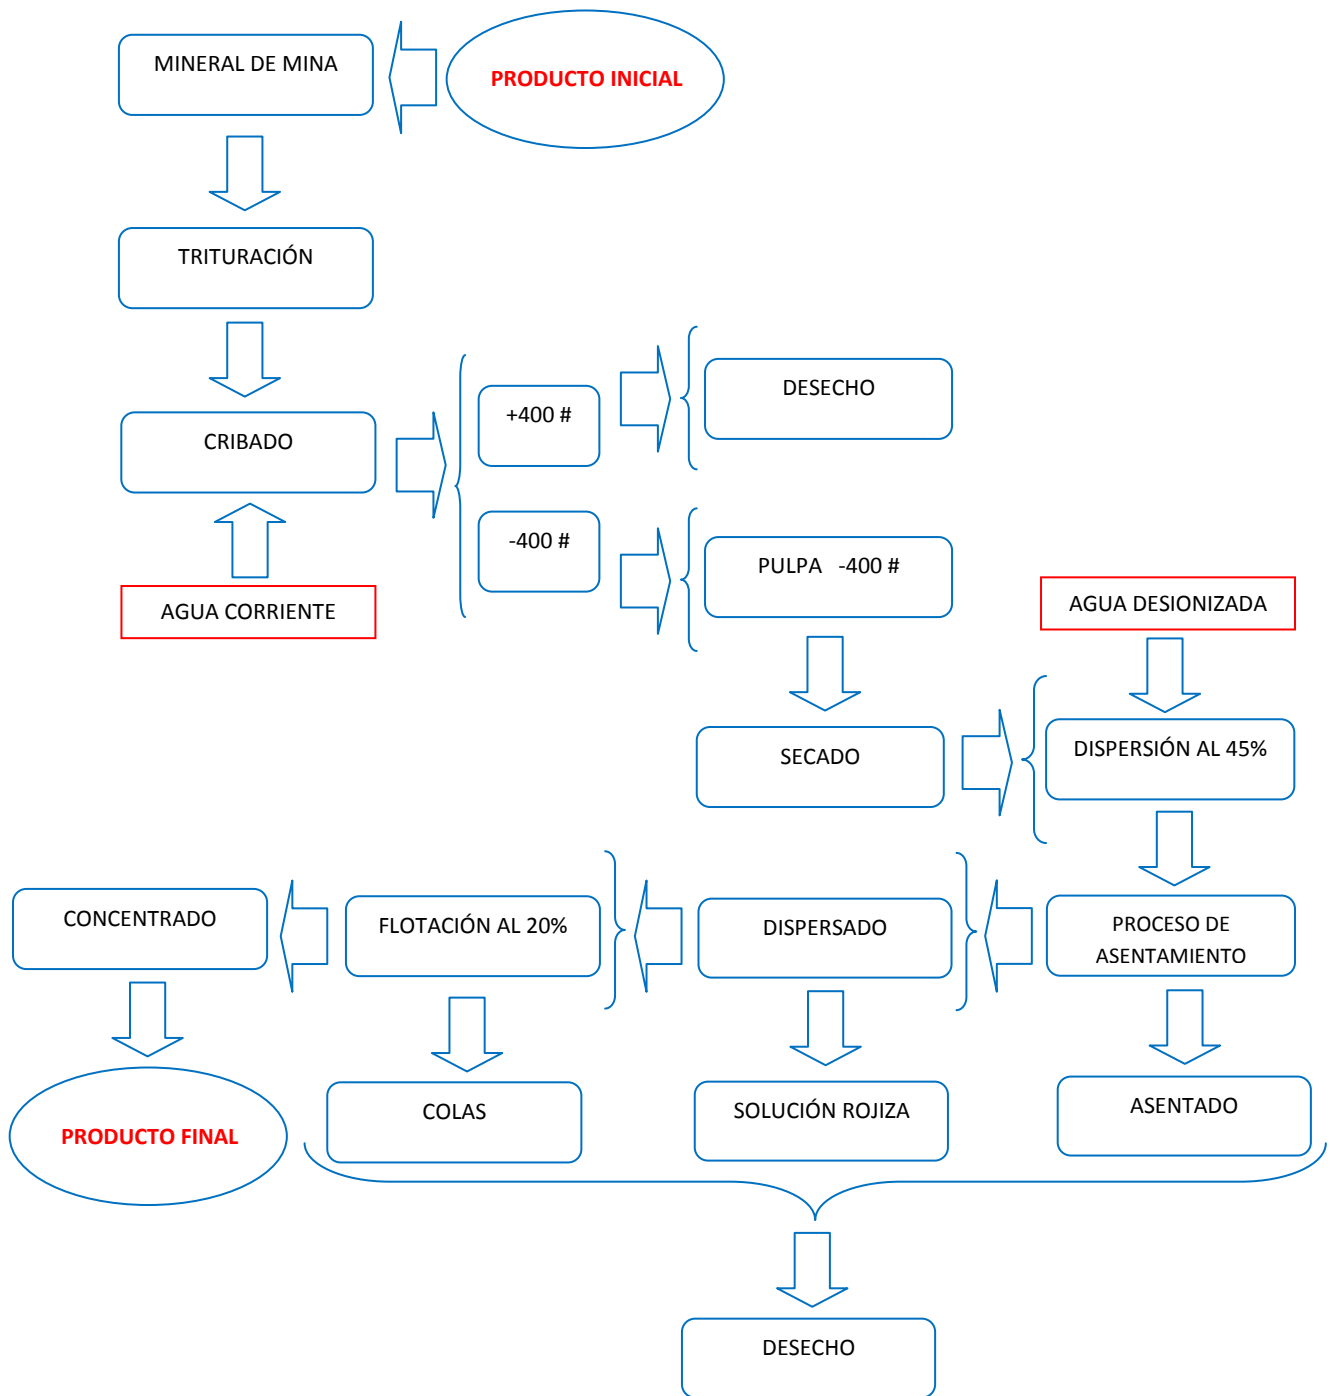 MINERAL DE MINA
PRODUCTO INICIAL
TRITURACIÓN
CRIBADO
+400 #
DESECHO
-400 #
PULPA -400 #
AGUA CORRIENTE
AGUA DESIONIZADA
SECADO
DISPERSIÓN AL 45%
CONCENTRADO
FLOTACIÓN AL 20%
DISPERSADO
PROCESO DE
ASENTAMIENTO
PRODUCTO FINAL
COLAS
SOLUCIÓN ROJIZA
ASENTADO
DESECHO